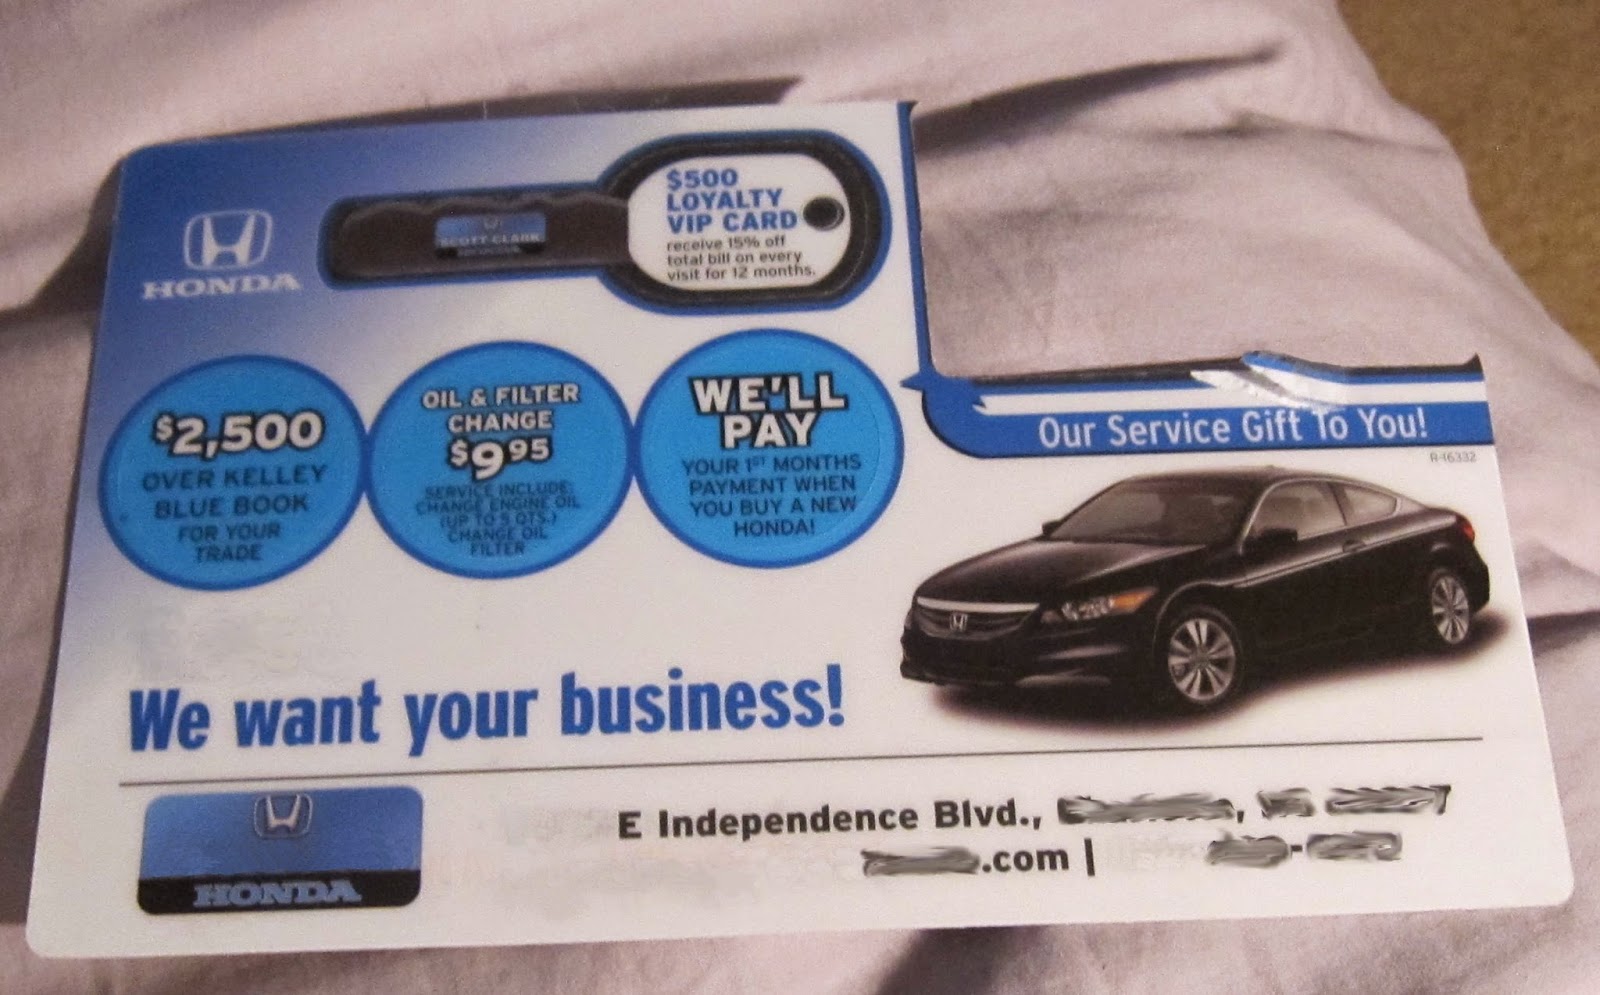 HONDA
SCOTT CLARK
$500
LOYALTY
VIP CARD
receive 15% off
total bill on every
visit for 12 months.
$2,500
OVER KELLEY
BLUE BOOK
FOR YOUR
TRADE
OIL & FILTER
CHANGE
$9.95
SERVICE INCLUDE:
CHANGE ENGINE OIL
(UP TO 5 QTS.)
CHANGE OIL
FILTER
WE'LL
PAY
YOUR 1ST MONTHS
PAYMENT WHEN
YOU BUY A NEW
HONDA!
Our Service Gift To You!
R-16332
We want your business!
HONDA
E Independence Blvd.,
.com |